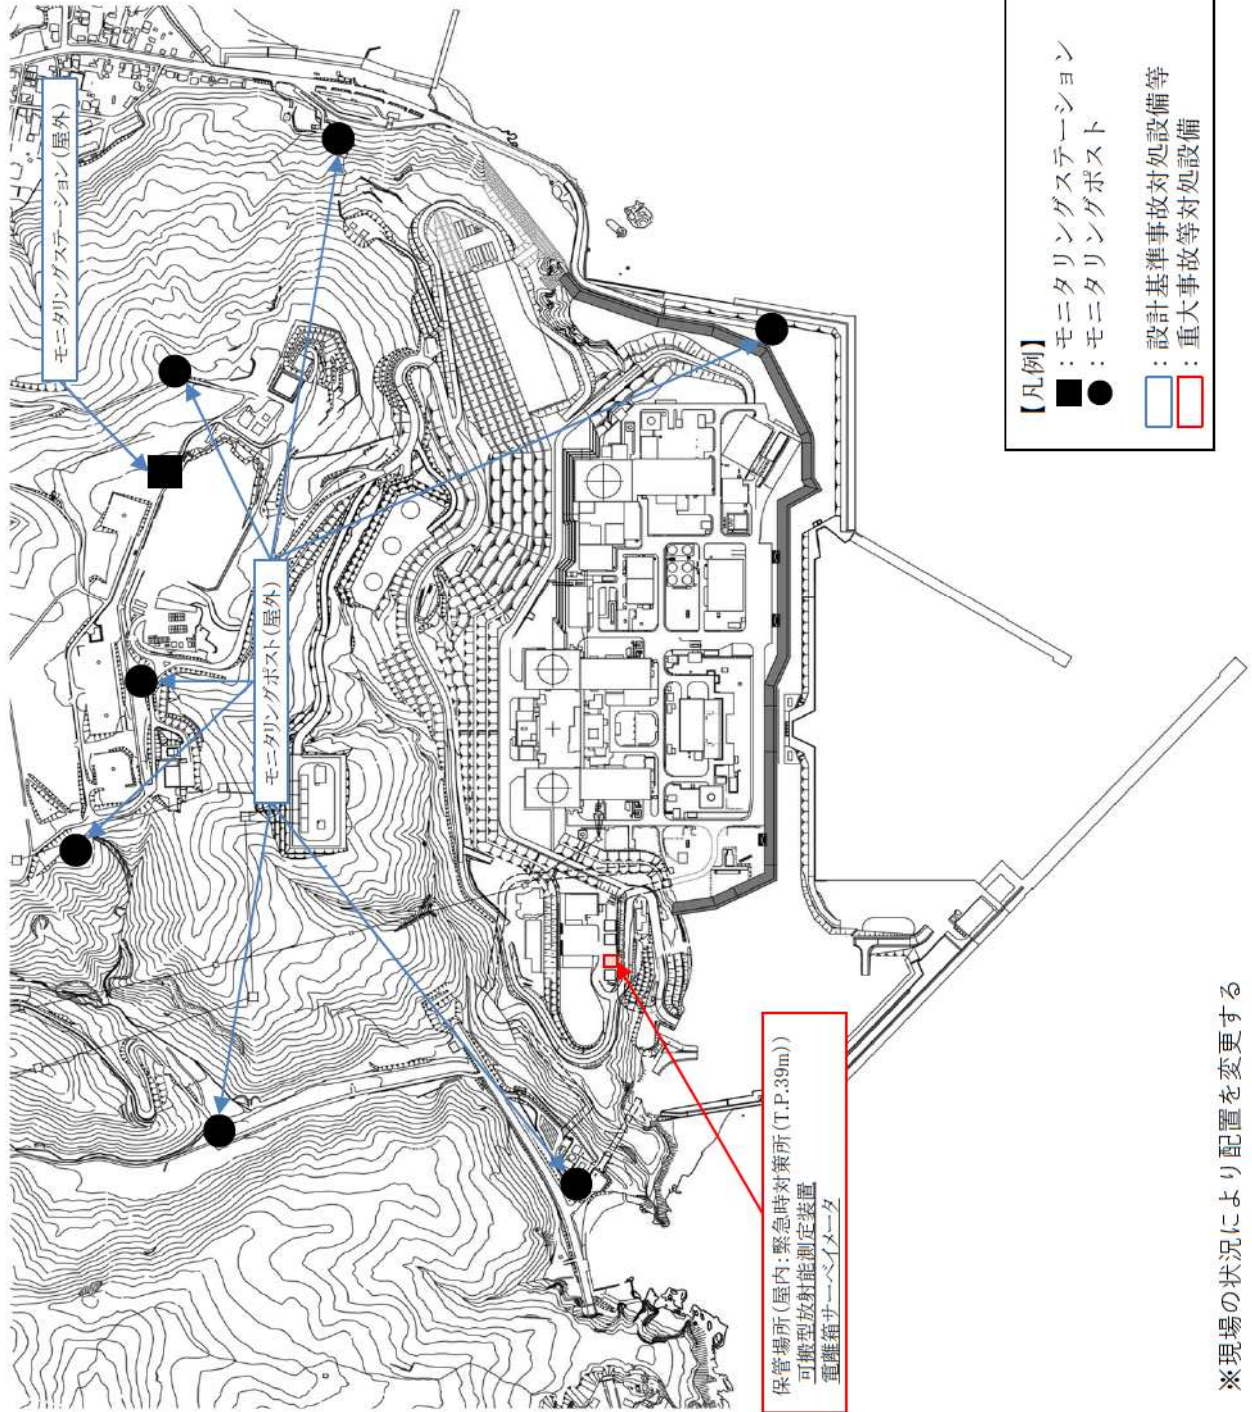 モニタリングステーション(屋外)
モニタリングポスト(屋外)
保管場所(屋内:緊急時対策所(T.P.39m))
可搬型放射能測定装置
電離箱サーベイメータ
【凡例】
■:モニタリングステーション
●:モニタリングポスト
:設計基準事故対処設備等
:重大事故等対処設備
※現場の状況により配置を変更する